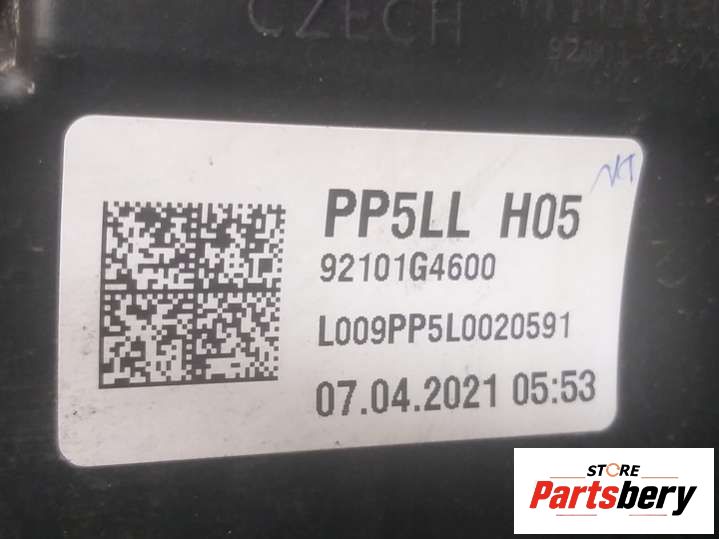 CZECH
PP5LL H05
92101G4600
L009PP5L0020591
07.04.2021 05:53
STORE
Partsbery